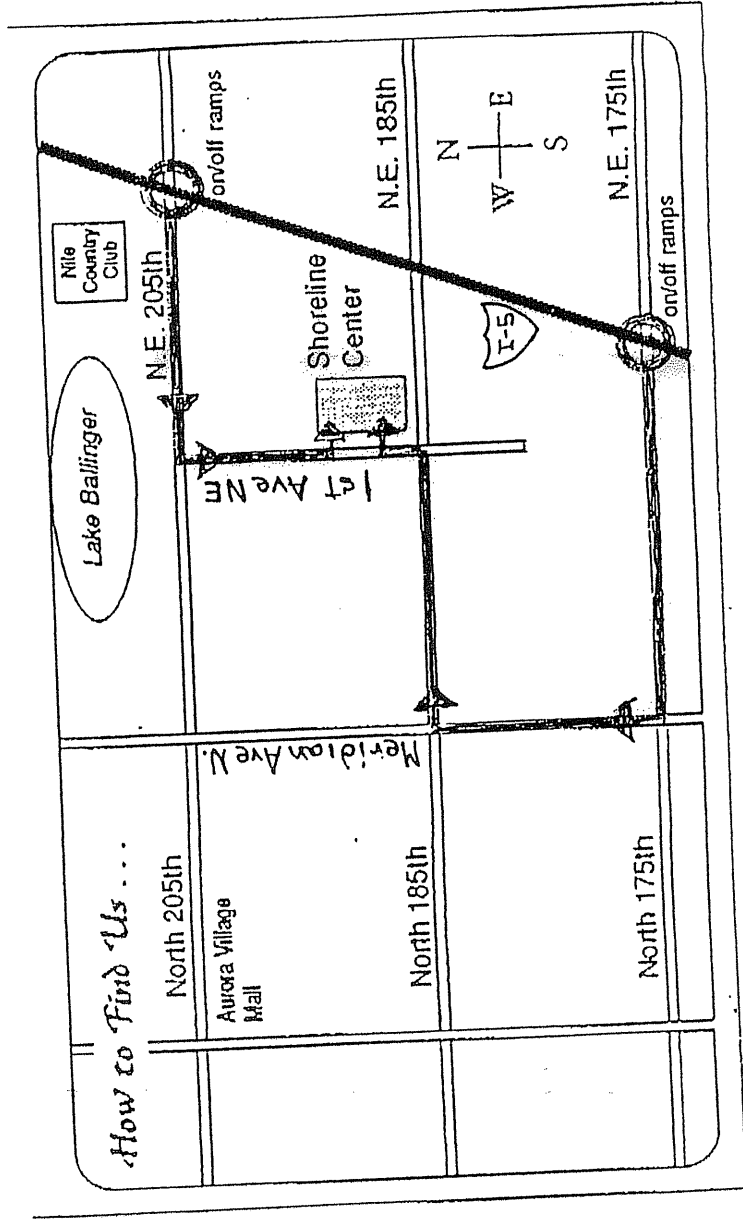 How to Find Us....
Lake Ballinger
Nile
Country
Club
North 205th
N.E. 205th
on/off ramps
Aurora Village
Mall
Meridian Ave N.
1st Ave NE
Shoreline
Center
North 185th
N.E. 185th
I-5
N
W
E
S
North 175th
N.E. 175th
on/off ramps